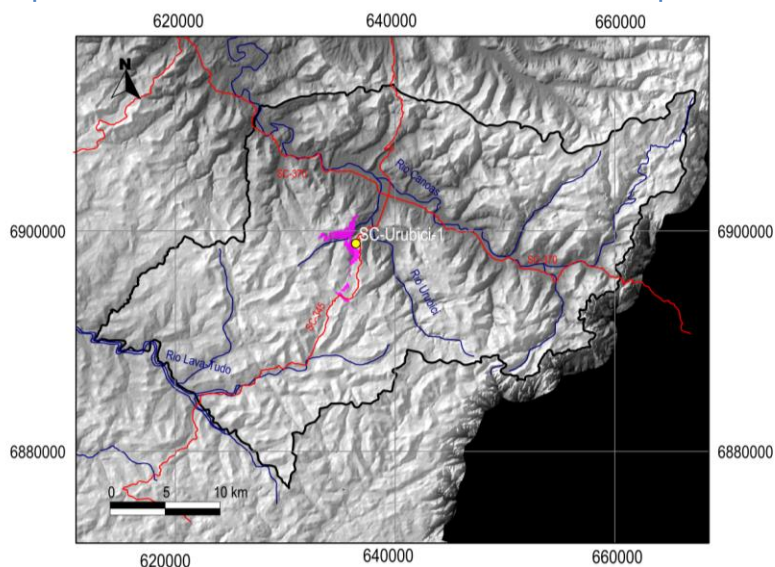 620000 640000 660000
N
Rio Canoas
SC-370
6900000 SC-Urubici-1 6900000
Rio Urubici
SC-345
Rio Lava-Tudo
6880000 6880000
0 5 10 km
620000 640000 660000